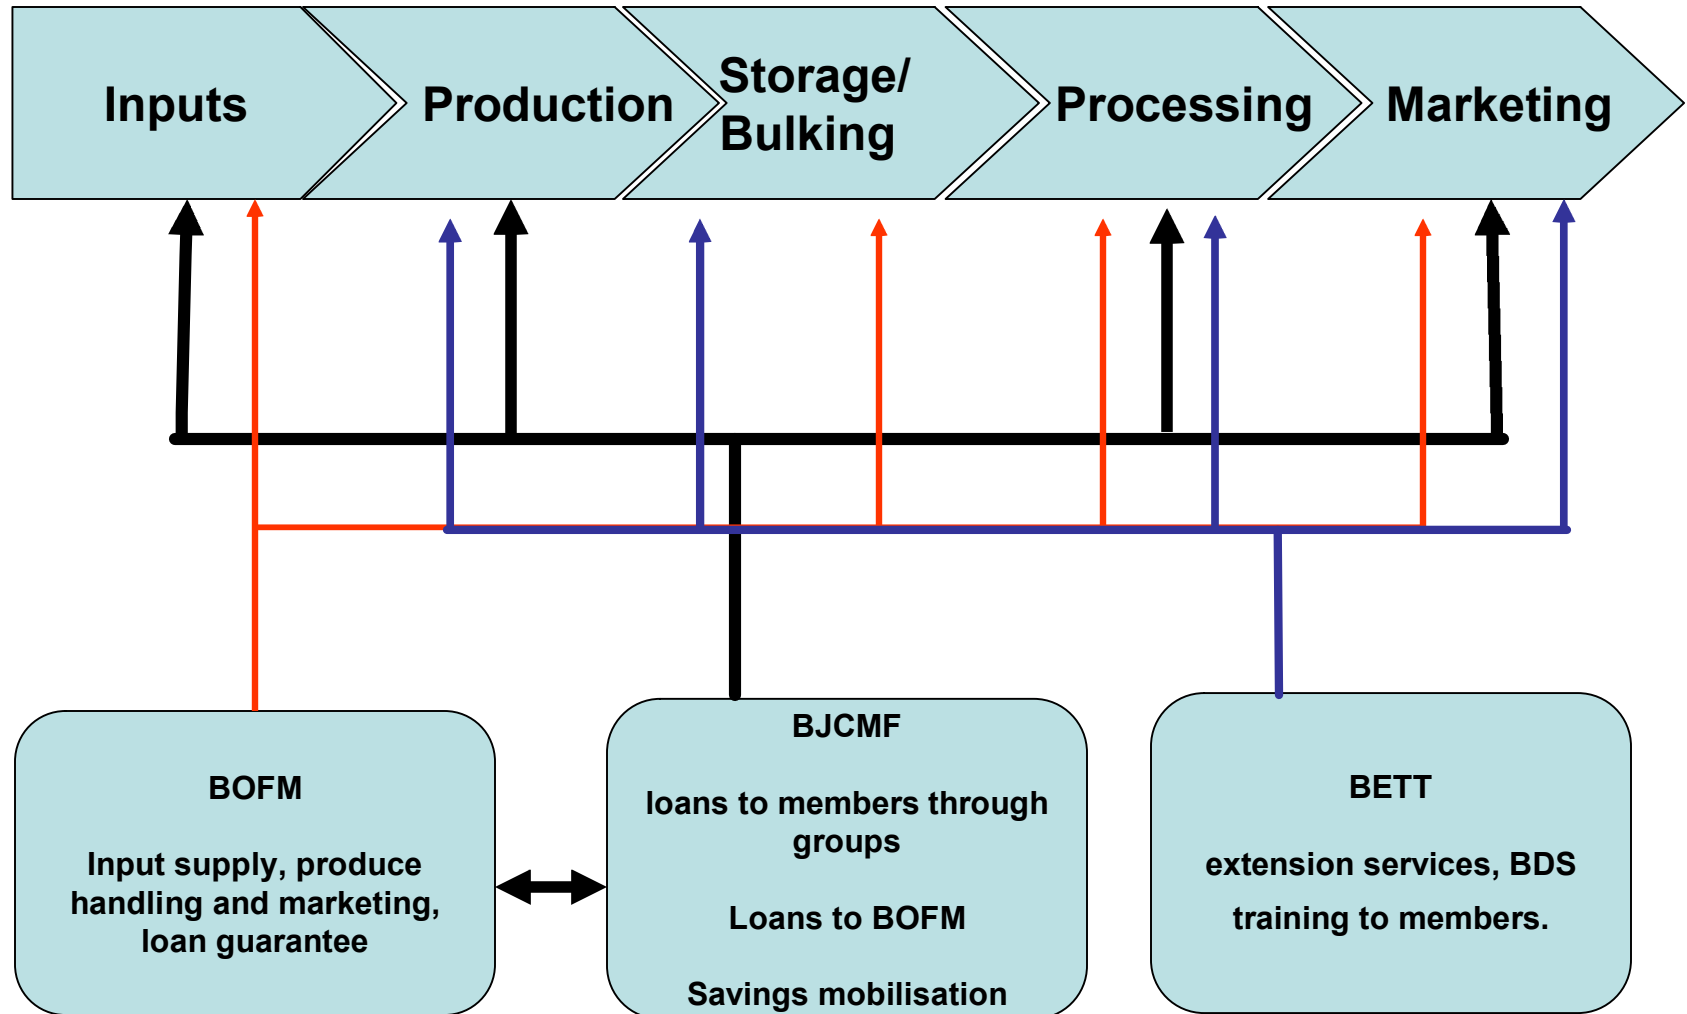 Inputs
Production
Storage/
Bulking
Processing
Marketing
BOFM
Input supply, produce
handling and marketing,
loan guarantee
BJCMF
loans to members through
groups
Loans to BOFM
Savings mobilisation
BETT
extension services, BDS
training to members.